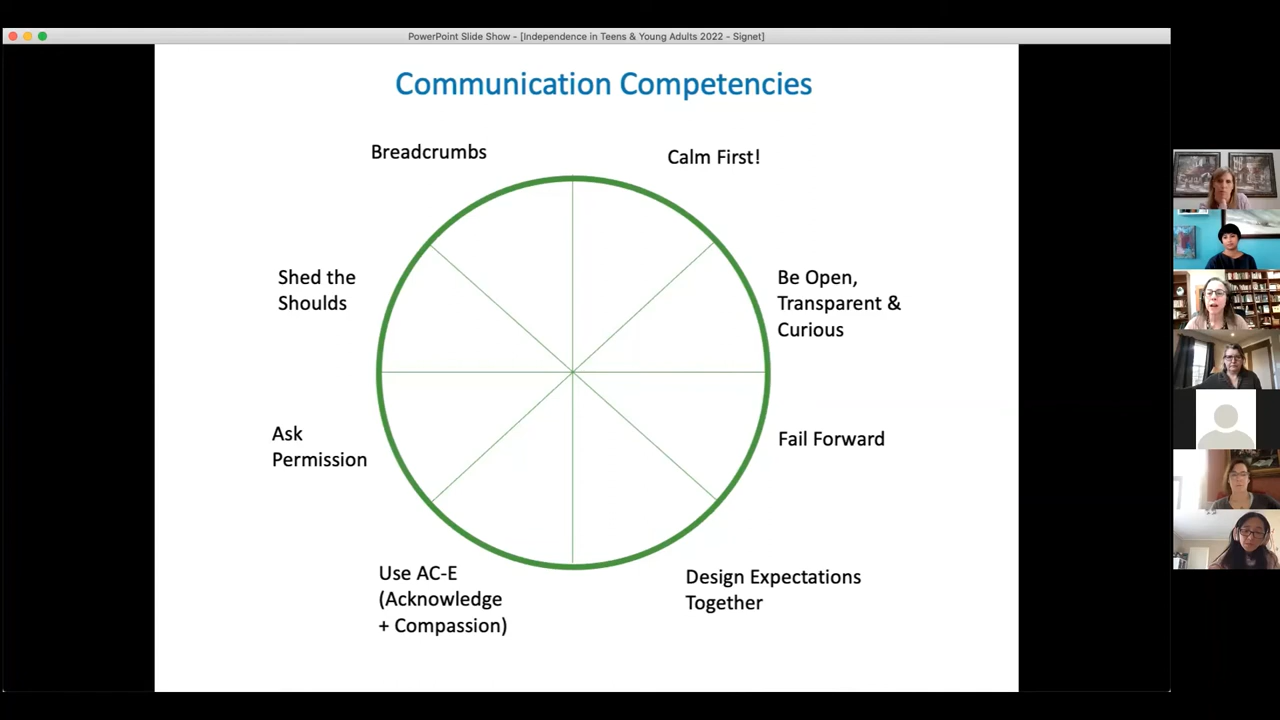 PowerPoint Slide Show - [Independence in Teens & Young Adults 2022 - Signet]
Communication Competencies
Breadcrumbs
Calm First!
Shed the
Shoulds
Be Open,
Transparent &
Curious
Ask
Permission
Fail Forward
Use AC-E
(Acknowledge
+ Compassion)
Design Expectations
Together